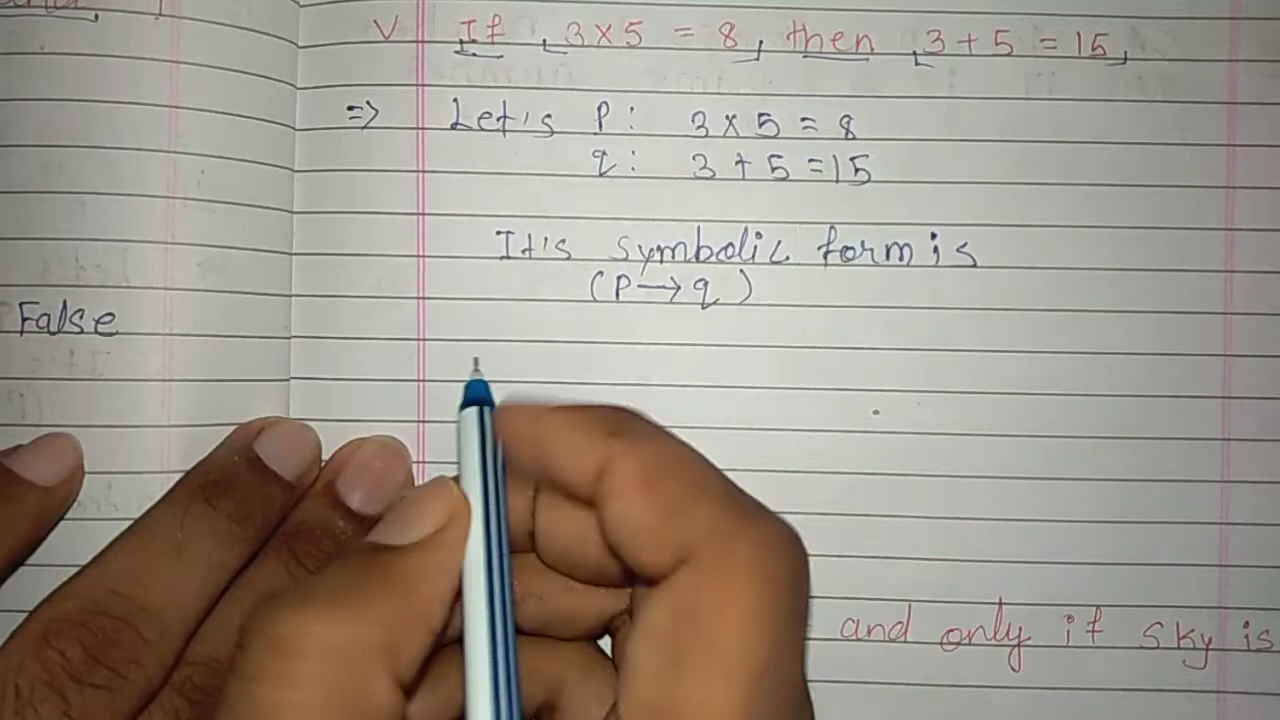 V If 3 × 5 = 8, then 3 + 5 = 15,
=> Let's P: 3 × 5 = 8
q: 3 + 5 = 15
It's symbolic form is
(P → q)
False
and only if sky is